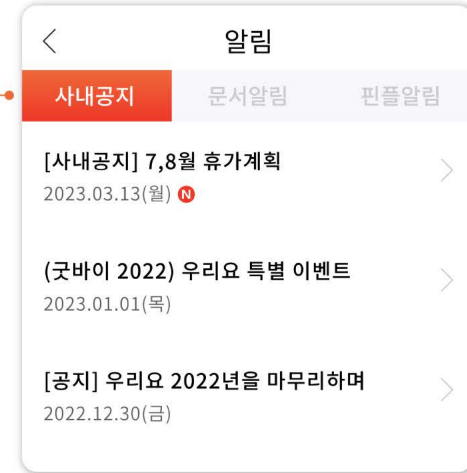 알림
사내공지 문서알림 핀플알림
[사내공지] 7,8월 휴가계획
2023.03.13(월) N
(굿바이 2022) 우리요 특별 이벤트
2023.01.01(목)
[공지] 우리요 2022년을 마무리하며
2022.12.30(금)